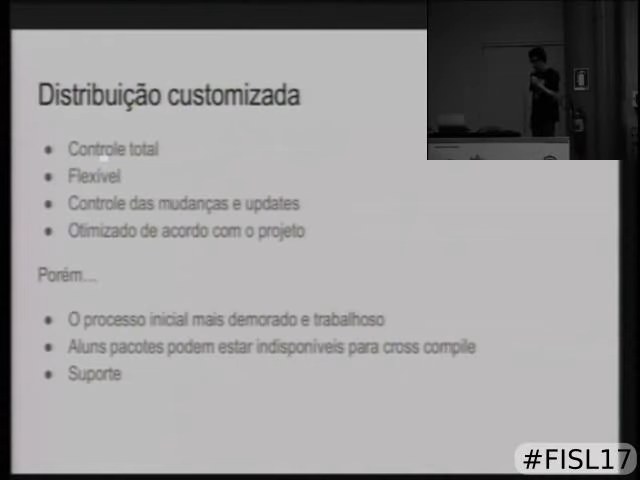 Distribuição customizada
● Controle total
● Flexível
● Controle das mudanças e updates
● Otimizado de acordo com o projeto
Porém...
● O processo inicial mais demorado e trabalhoso
● Aluns pacotes podem estar indisponíveis para cross compile
● Suporte
#FISL17